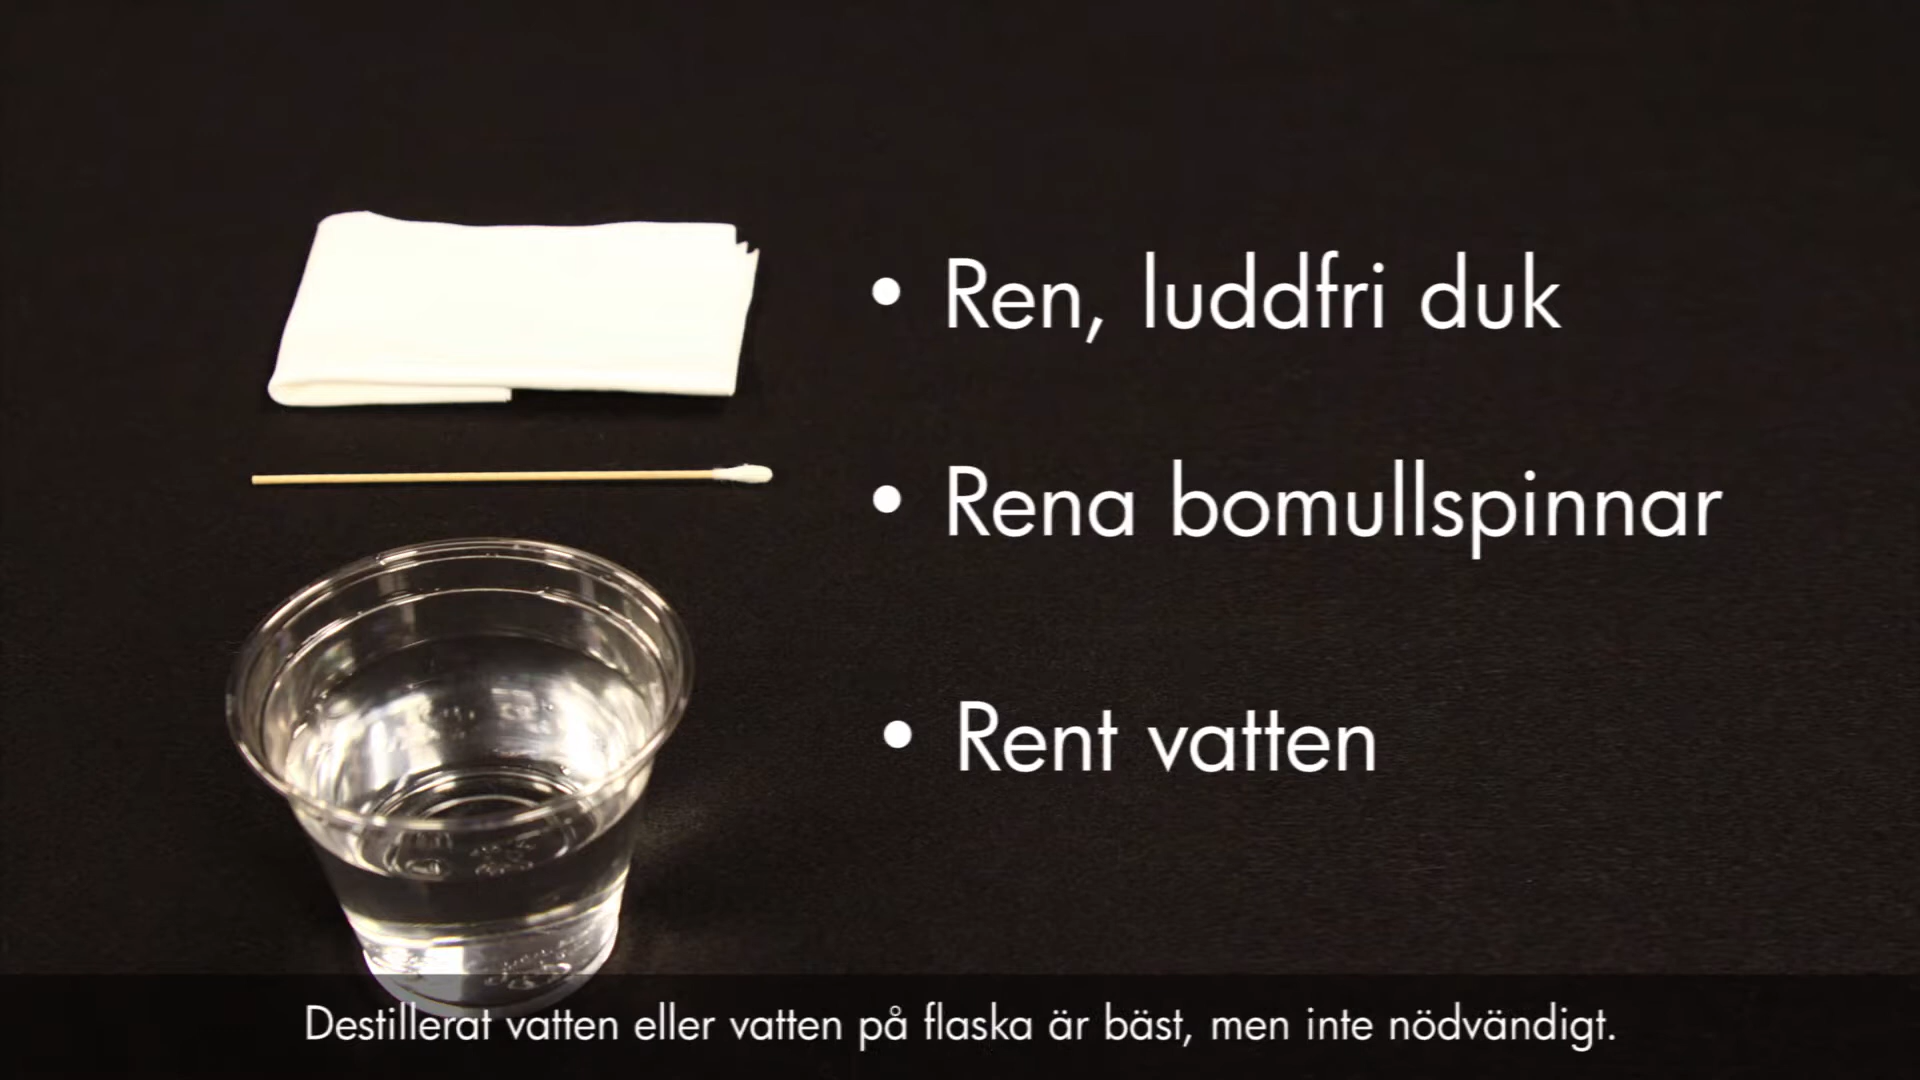 • Ren, luddfri duk
• Rena bomullspinnar
• Rent vatten
Destillerat vatten eller vatten på flaska är bäst, men inte nödvändigt.